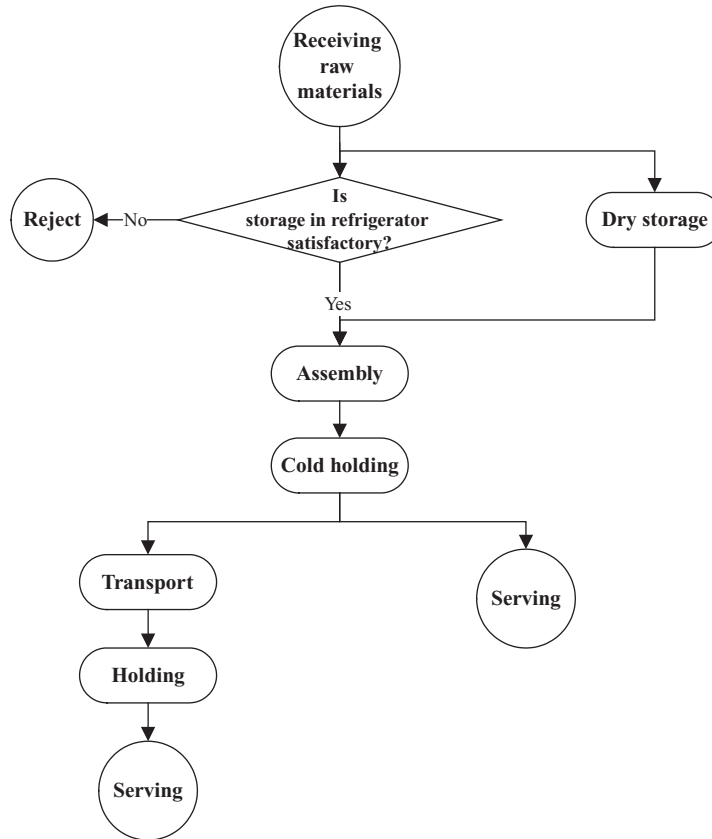 Receiving
raw
materials
Is
storage in refrigerator
satisfactory?
No
Reject
Dry storage
Yes
Assembly
Cold holding
Transport
Serving
Holding
Serving